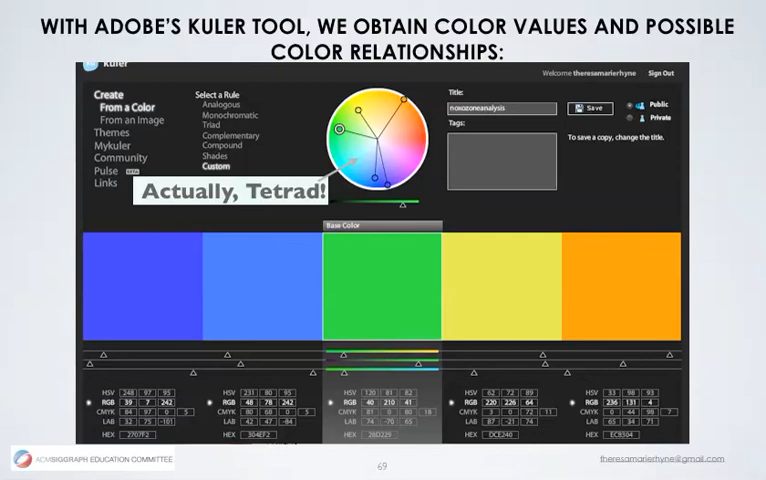 WITH ADOBE'S KULER TOOL, WE OBTAIN COLOR VALUES AND POSSIBLE
COLOR RELATIONSHIPS:
kuler
Welcome theresamarierhyne Sign Out
Create
From a Color
From an Image
Themes
Mykuler
Community
Pulse BETA
Links
Select a Rule
Analogous
Monochromatic
Triad
Complementary
Compound
Shades
Custom
Actually, Tetrad!
Title:
noxozoneanalysis
Save
Public
Private
Tags:
To save a copy, change the title.
Base Color
HSV 248 97 95
RGB 39 7 242
CMYK 84 97 0 5
LAB 32 75 -101
HEX 2707F2
HSV 231 80 95
RGB 48 78 242
CMYK 80 68 0 5
LAB 42 47 -84
HEX 304EF2
HSV 120 81 82
RGB 40 210 41
CMYK 81 0 80 18
LAB 74 -70 65
HEX 28D229
HSV 62 72 89
RGB 220 226 64
CMYK 3 0 72 11
LAB 87 -21 74
HEX DCE240
HSV 33 98 93
RGB 236 131 4
CMYK 0 44 98 7
LAB 65 34 71
HEX EC8304
ACMSIGGRAPH EDUCATION COMMITTEE
69
theresamarierhyne@gmail.com